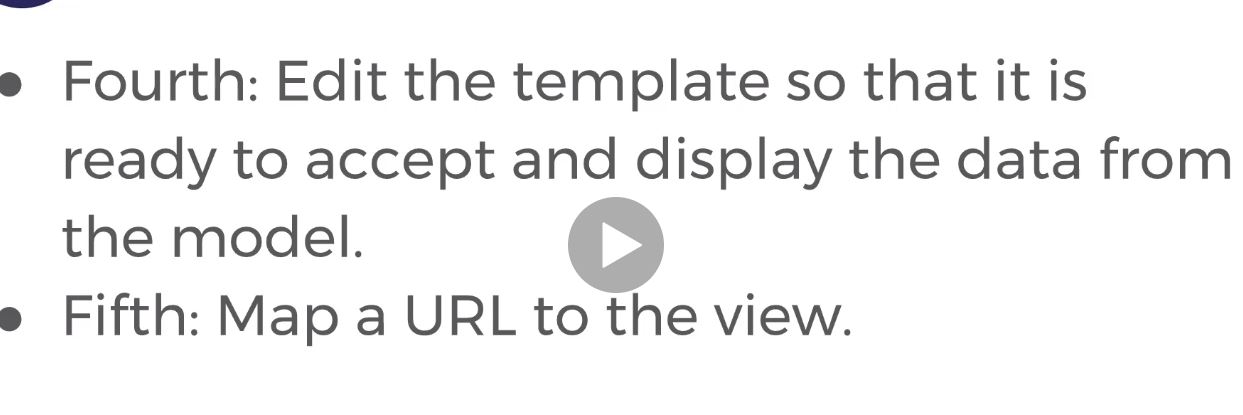 • Fourth: Edit the template so that it is
ready to accept and display the data from
the model.
• Fifth: Map a URL to the view.